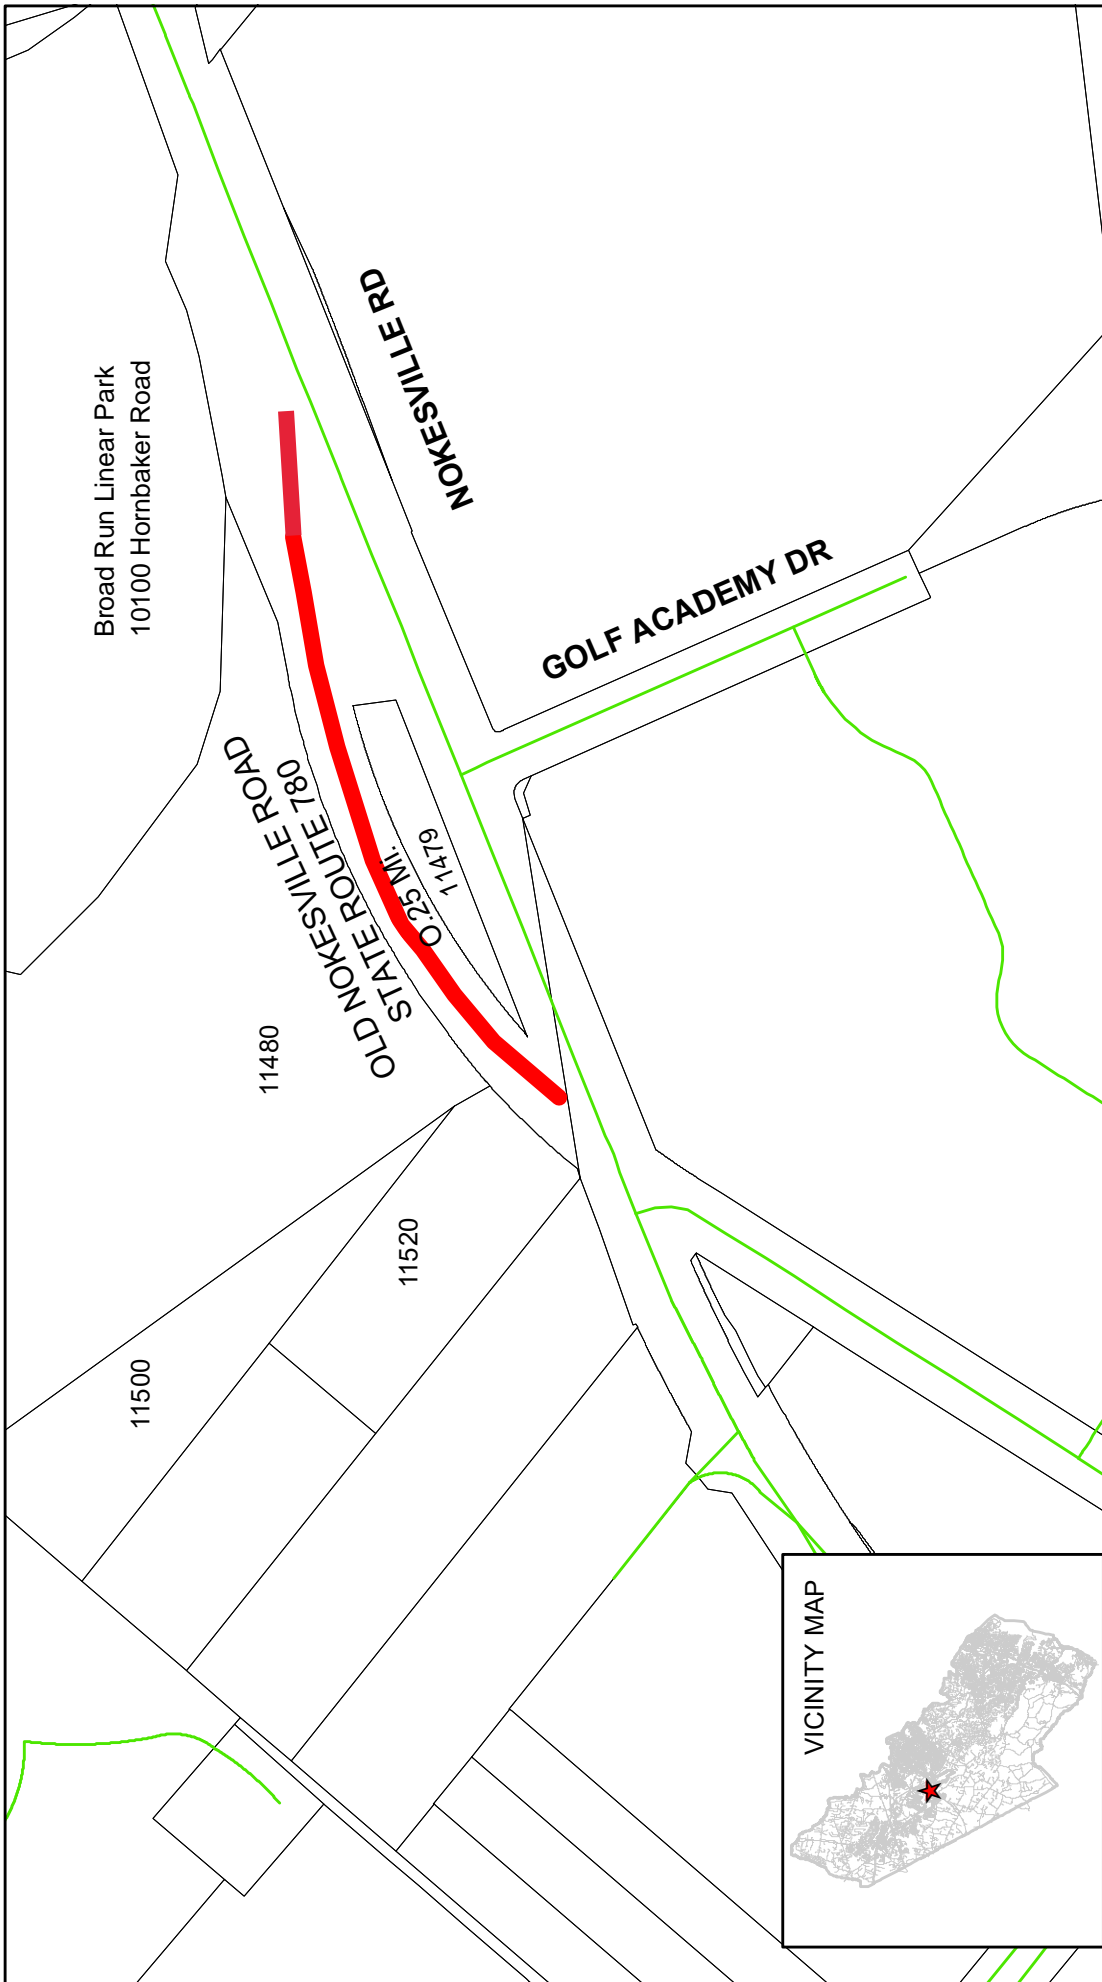 Broad Run Linear Park
10100 Hornbaker Road
NOKESVILLE RD
GOLF ACADEMY DR
OLD NOKESVILLE ROAD
STATE ROUTE 780
0.25 Mi.
11479
11480
11520
11500
VICINITY MAP